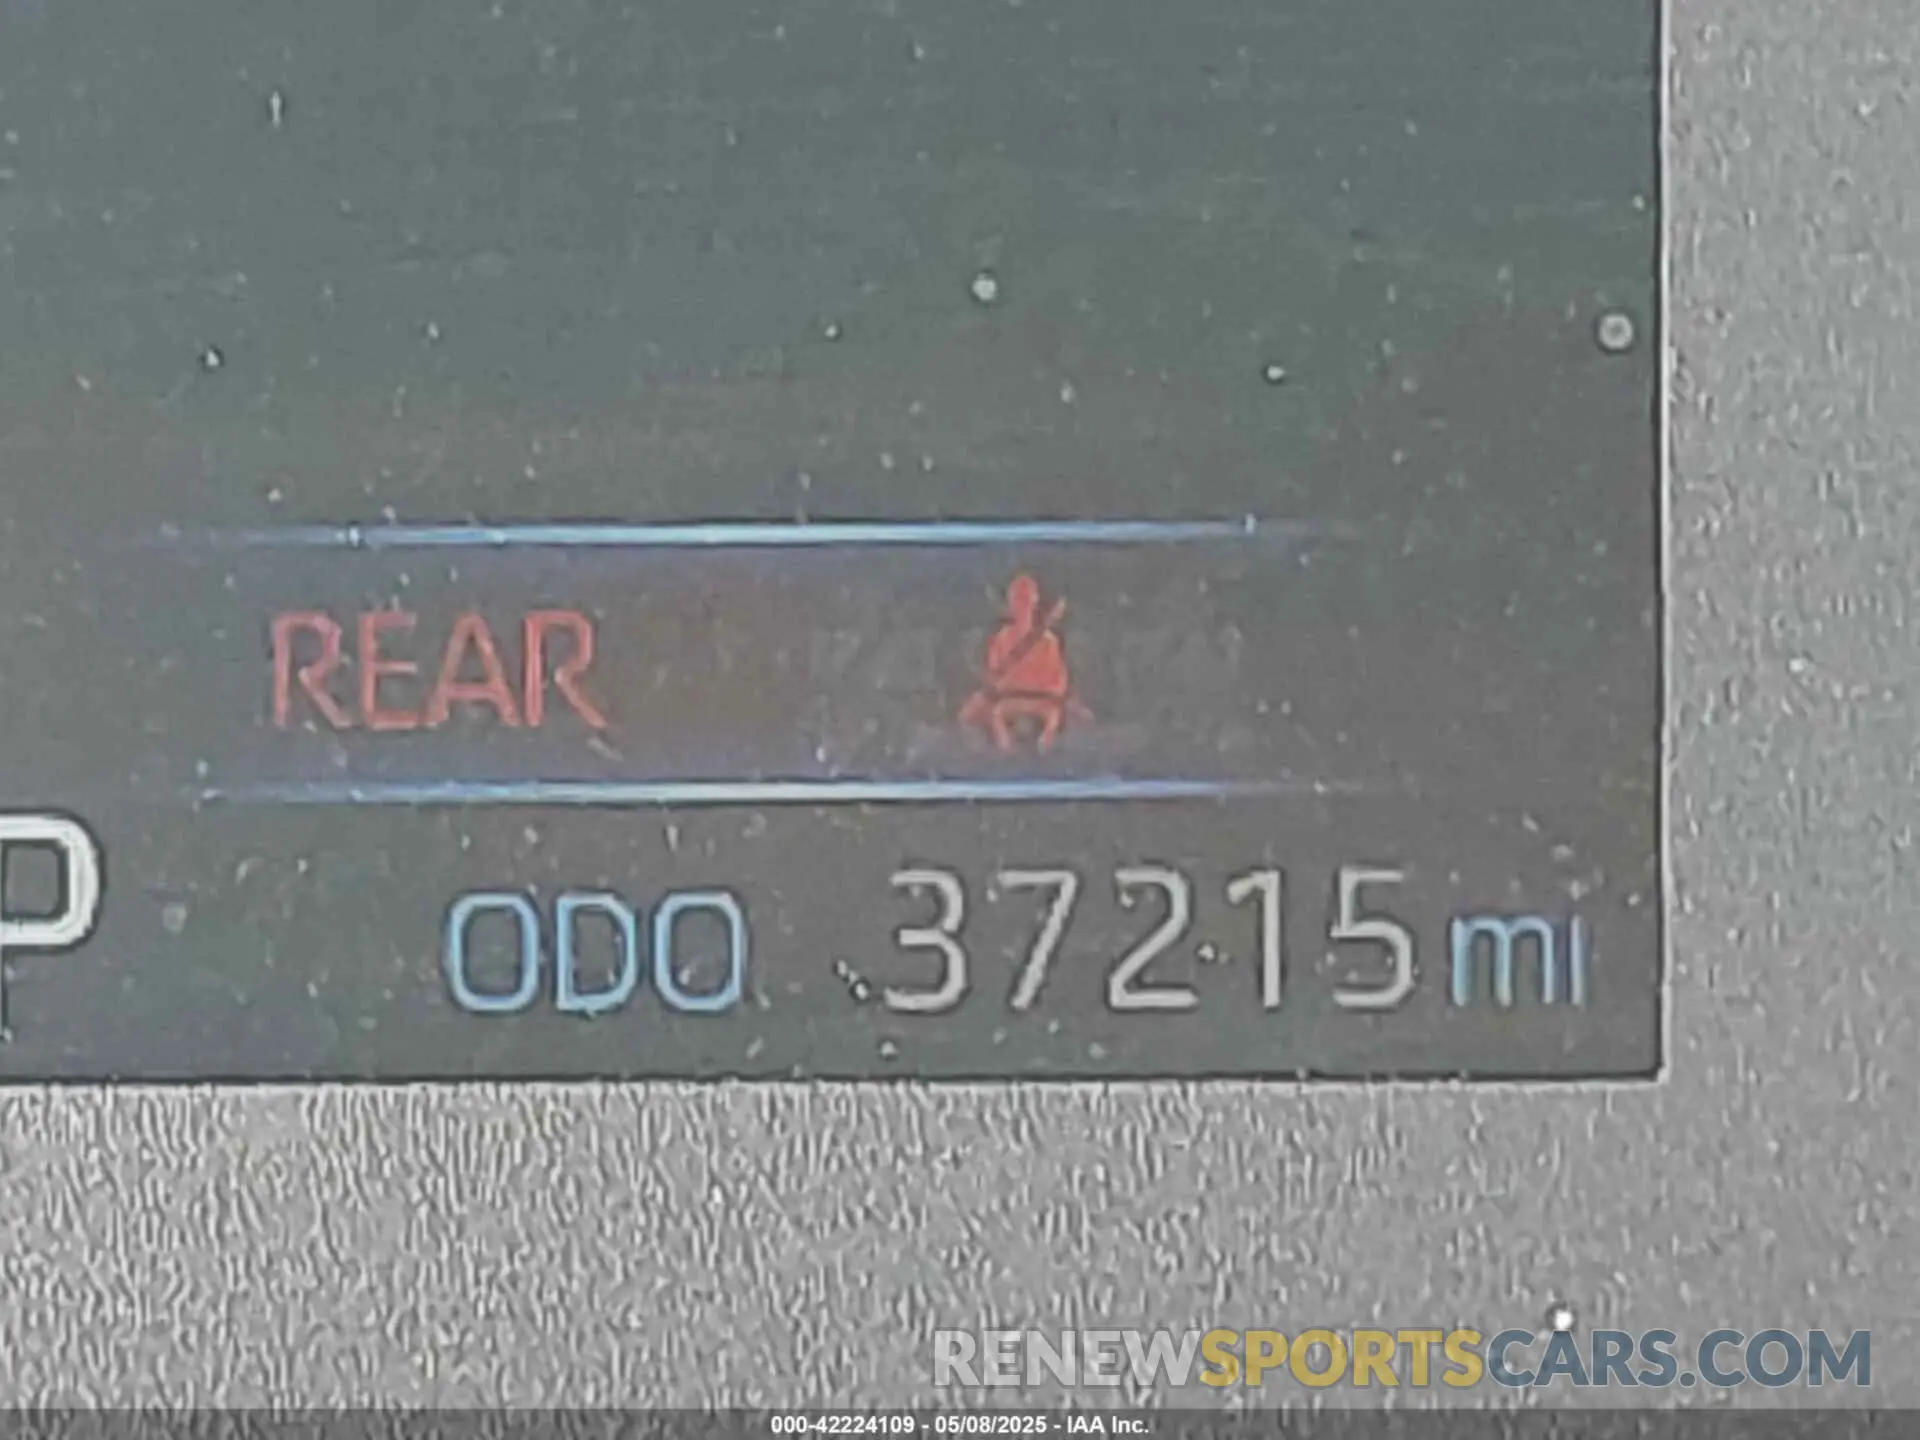 REAR
P
ODO 37215 mi
RENEWSPORTSCARS.COM
000-42224109 - 05/08/2025 - IAA Inc.